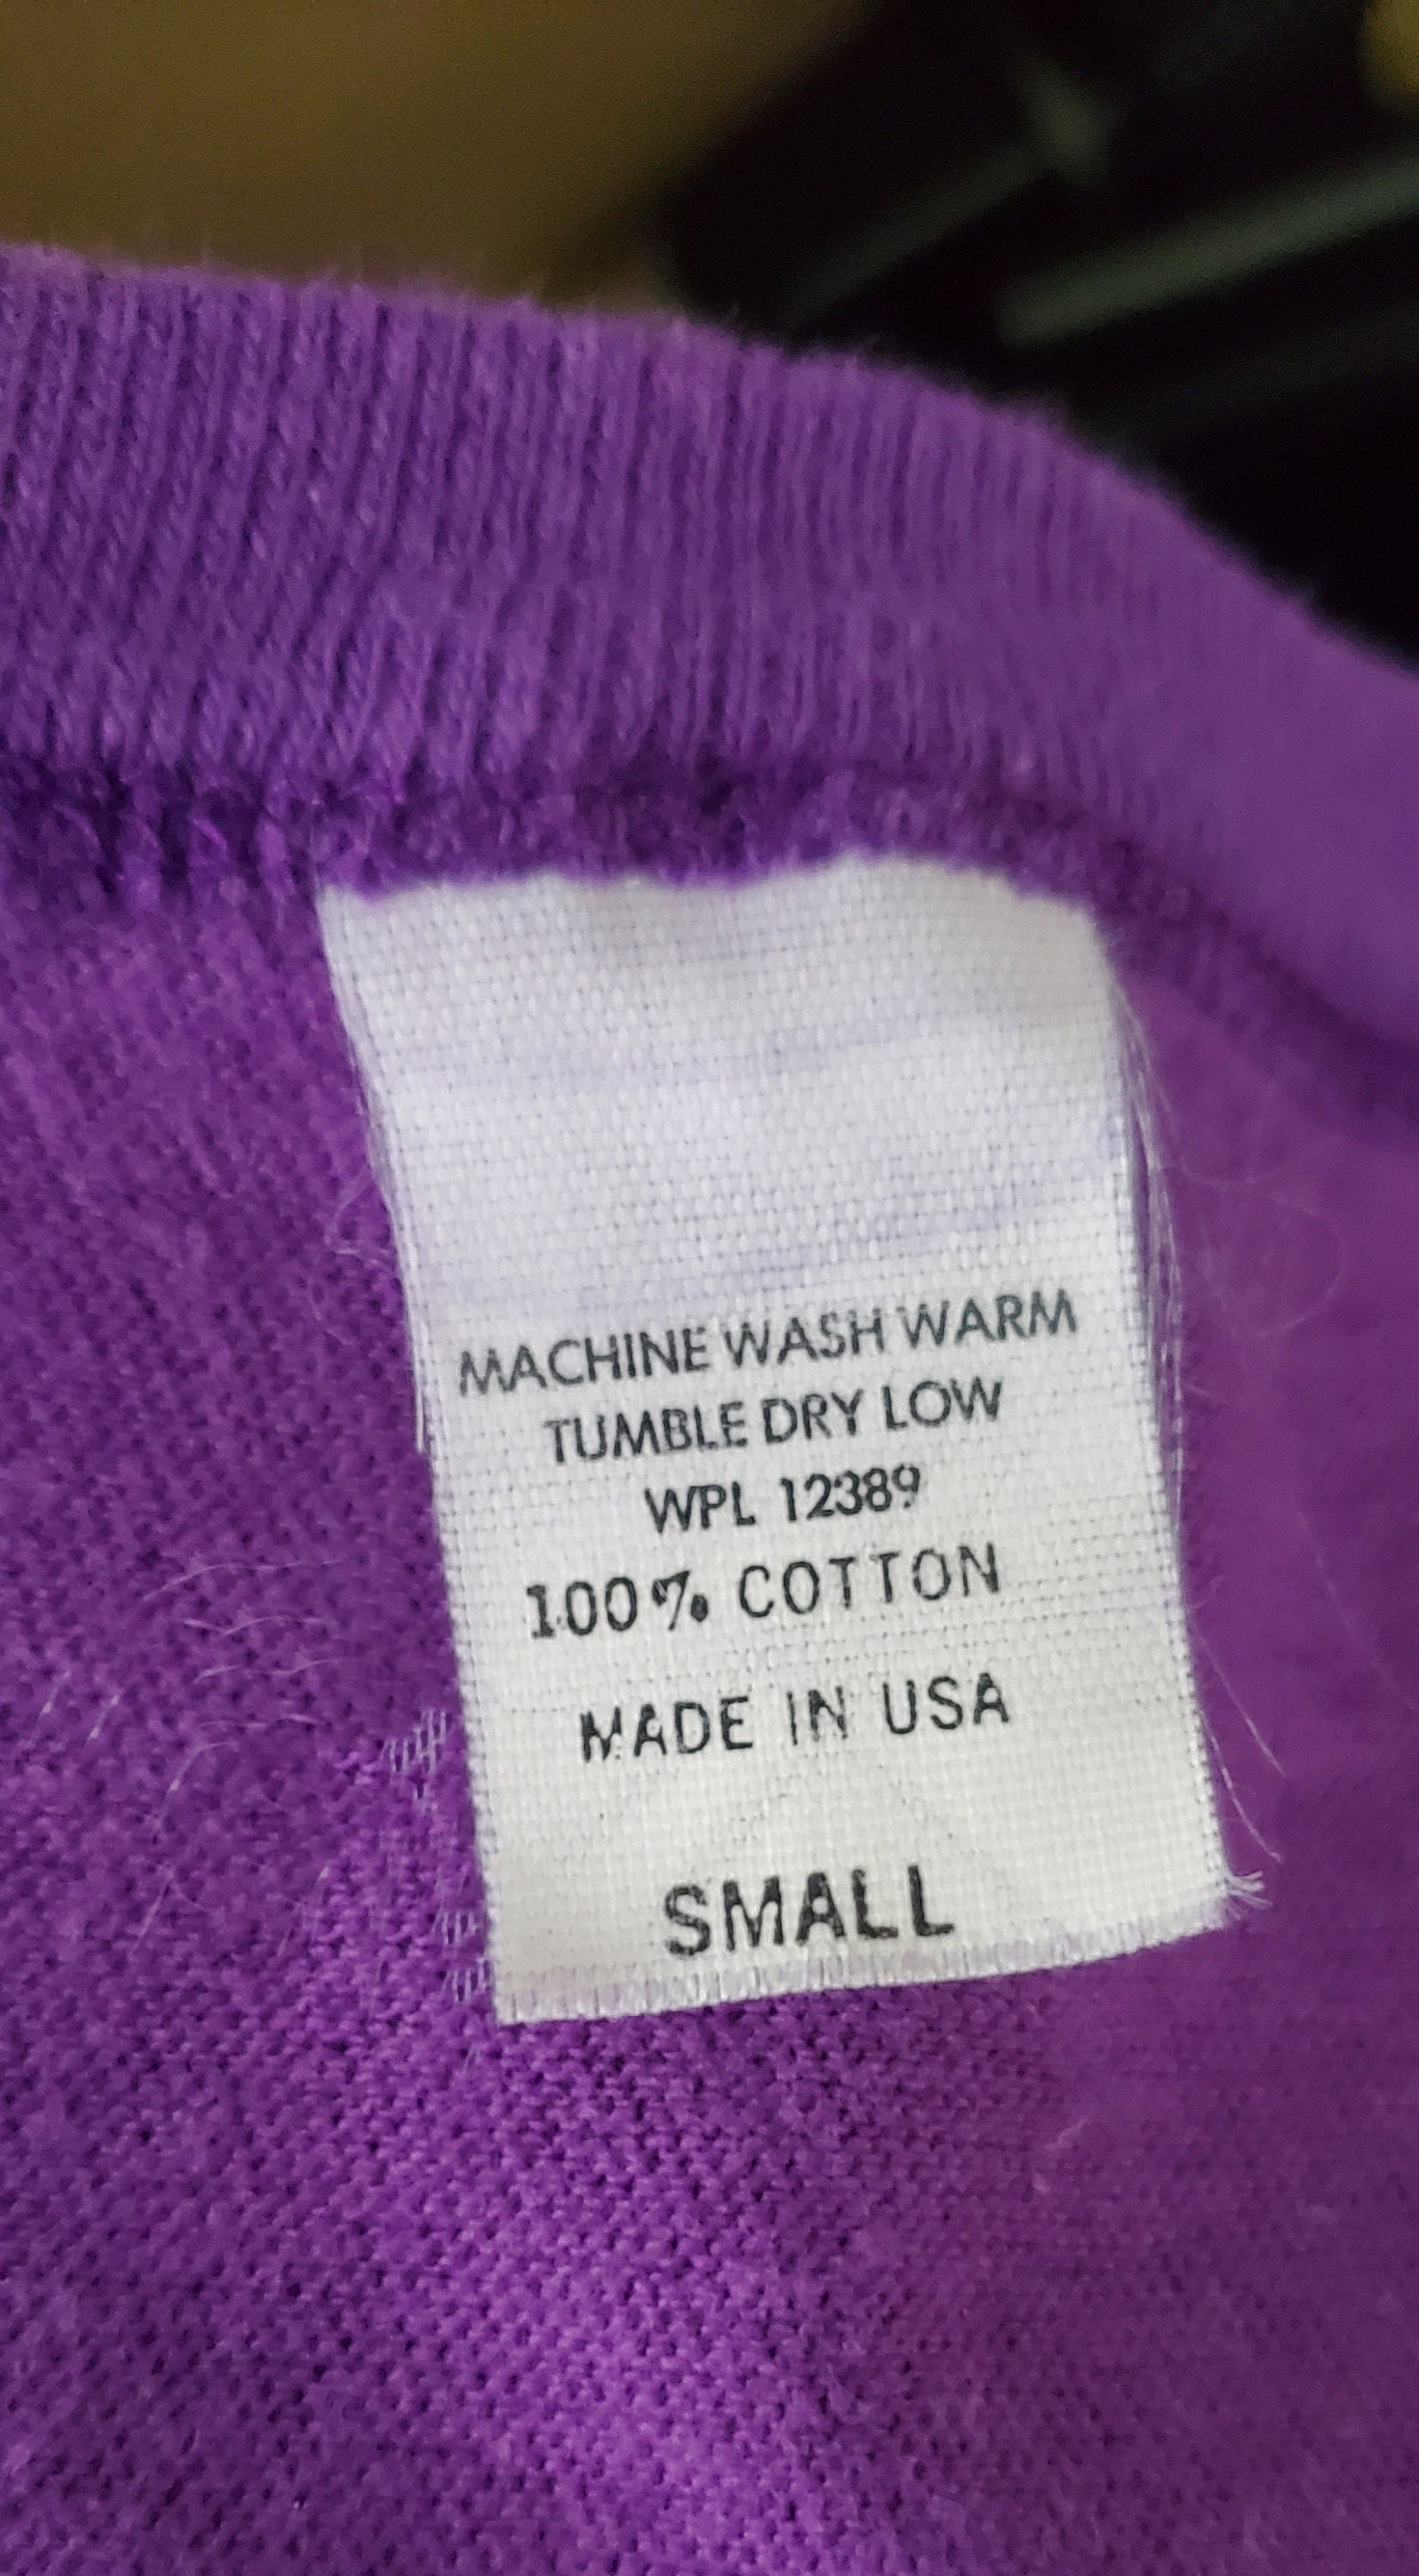 MACHINE WASH WARM
TUMBLE DRY LOW
WPL 12389
100% COTTON
MADE IN USA
SMALL